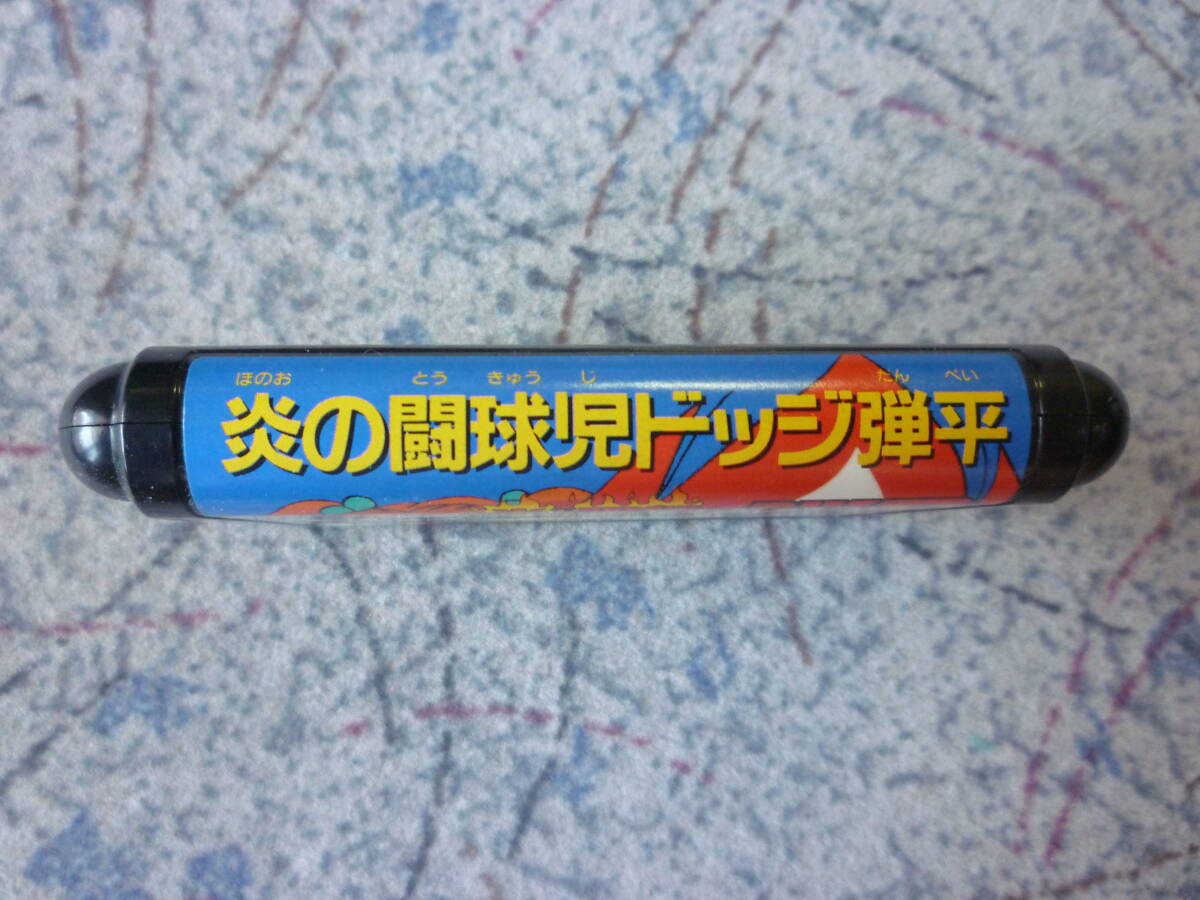 ほのお とう きゅう じ たん ぺい
炎の闘球児ドッジ弾平